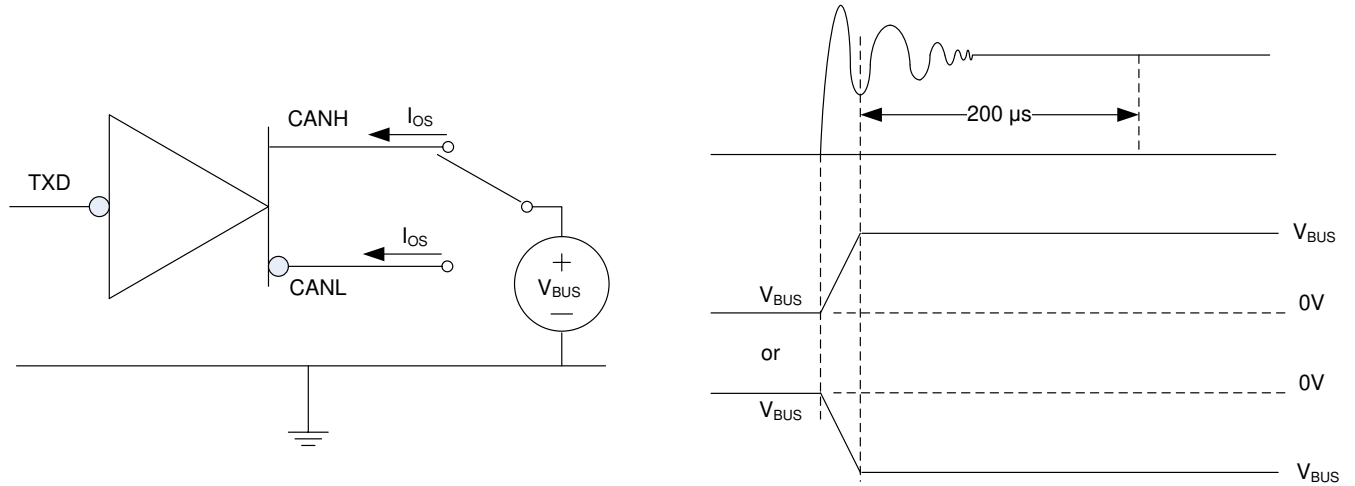 CANH
I_OS
TXD
I_OS
CANL
+
V_BUS
—
200 µs
V_BUS
V_BUS
0V
or
0V
V_BUS
V_BUS